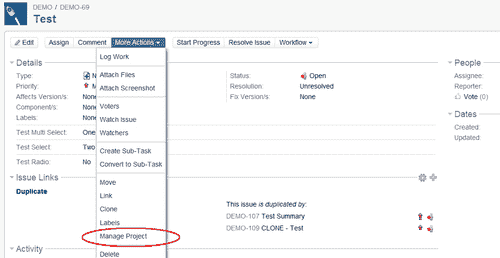 DEMO / DEMO-69
Test
Edit Assign Comment More Actions Start Progress Resolve Issue Workflow
Details
Type:
Priority:
Affects Version/s: None
Component/s: None
Labels: None
Test Multi Select: One
Test Select: Two
Test Radio: No
Log Work
Attach Files
Attach Screenshot
Voters
Watch Issue
Watchers
Create Sub-Task
Convert to Sub-Task
Move
Link
Clone
Labels
Manage Project
Delete
Status: Open
Resolution: Unresolved
Fix Version/s: None
People
Assignee:
Reporter:
Vote (0)
Dates
Created:
Updated:
Issue Links
Duplicate
This issue is duplicated by:
DEMO-107 Test Summary
DEMO-109 CLONE - Test
Activity